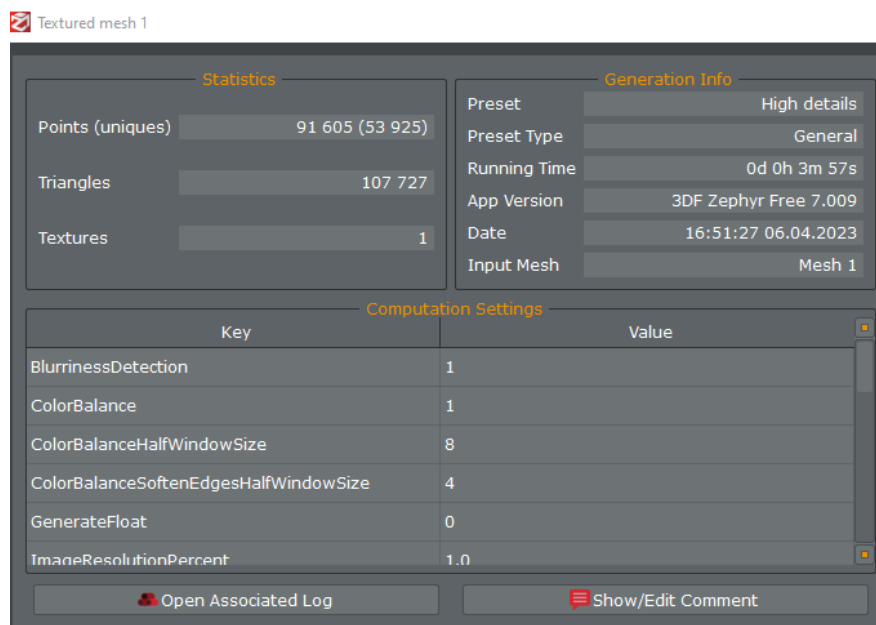 Textured mesh 1
Statistics
Points (uniques) 91 605 (53 925)
Triangles 107 727
Textures 1
Generation Info
Preset High details
Preset Type General
Running Time 0d 0h 3m 57s
App Version 3DF Zephyr Free 7.009
Date 16:51:27 06.04.2023
Input Mesh Mesh 1
Computation Settings
Key Value
BlurrinessDetection 1
ColorBalance 1
ColorBalanceHalfWindowSize 8
ColorBalanceSoftenEdgesHalfWindowSize 4
GenerateFloat 0
ImageResolutionPercent 1.0
Open Associated Log Show/Edit Comment